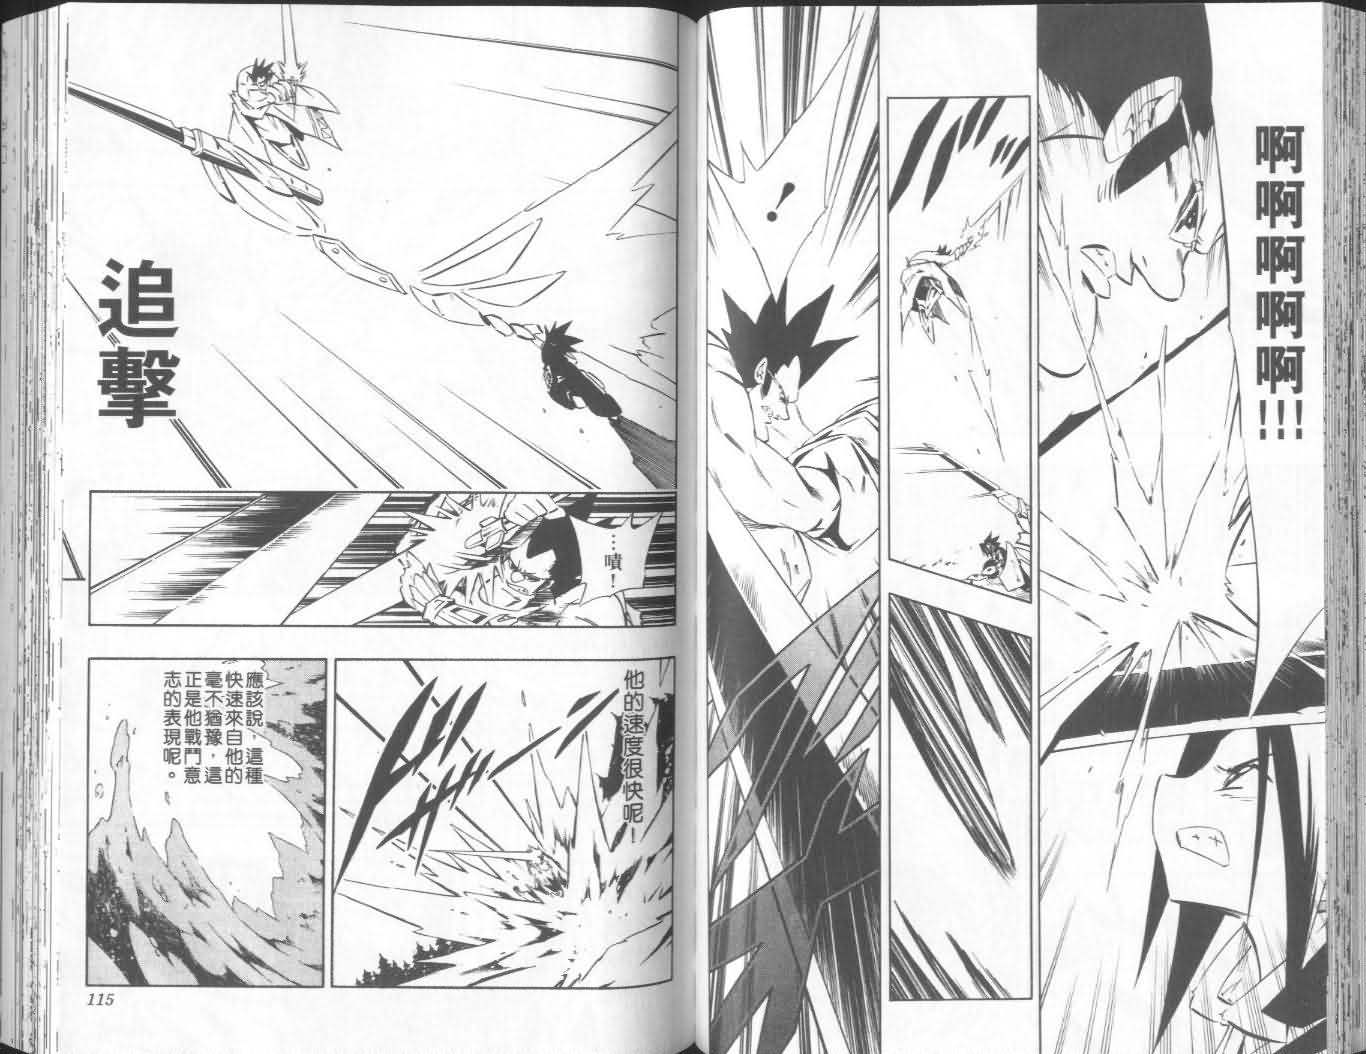 啊啊啊啊啊!!!
!
追擊
…嘖!
他的速度很快呢!
應該說,這種
快速來自他的
毫不猶豫,這
正是他戰鬥意
志的表現呢。
115